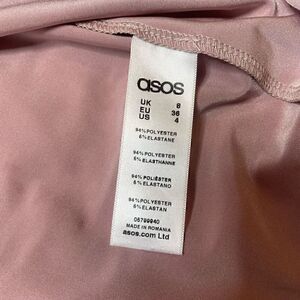 asos
UK 8
EU 36
US 4
94%POLYESTER
6%ELASTANE
94%POLYESTER
6%ELASTHANNE
94%POLIÉSTER
6%ELASTANO
94%POLYESTER
6%ELASTAN
05799940
MADE IN ROMANIA
asos.com Ltd